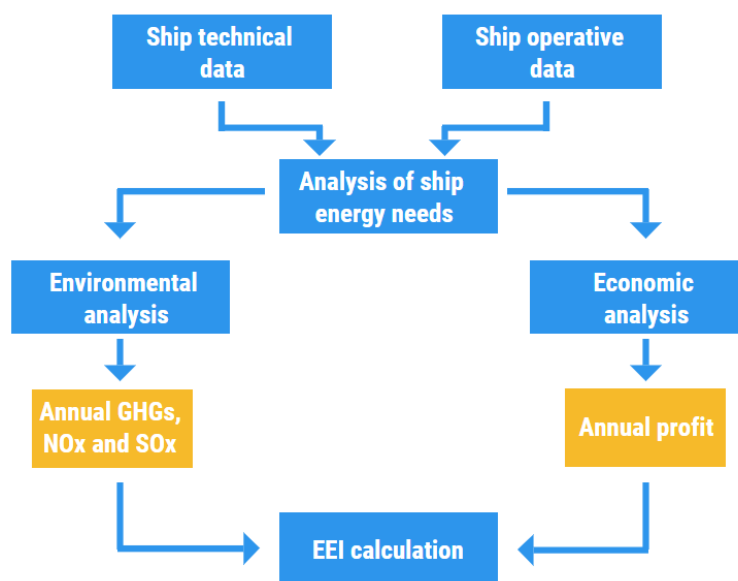 Ship technical
data
Ship operative
data
Analysis of ship
energy needs
Environmental
analysis
Economic
analysis
Annual GHGs,
NOx and SOx
Annual profit
EEI calculation